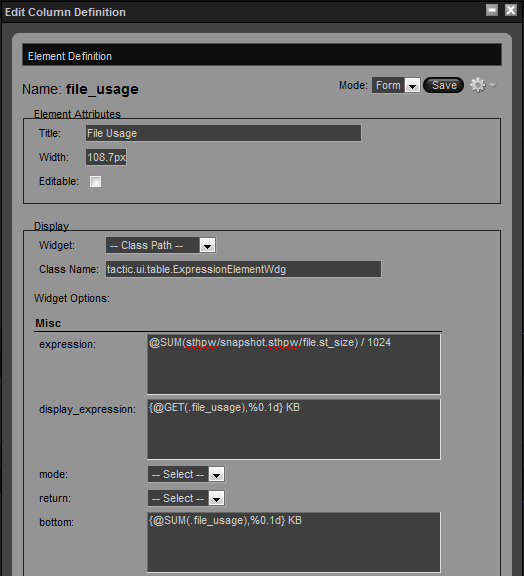 Edit Column Definition
Element Definition
Name: file_usage
Mode: Form Save
Element Attributes
Title: File Usage
Width: 108.7px
Editable:
Display
Widget: -- Class Path --
Class Name: tactic.ui.table.ExpressionElementWdg
Widget Options:
Misc
expression: @SUM(sthpw/snapshot.sthpw/file.st_size) / 1024
display_expression: {@GET(.file_usage),%0.1d} KB
mode: -- Select --
return: -- Select --
bottom: {@SUM(.file_usage),%0.1d} KB